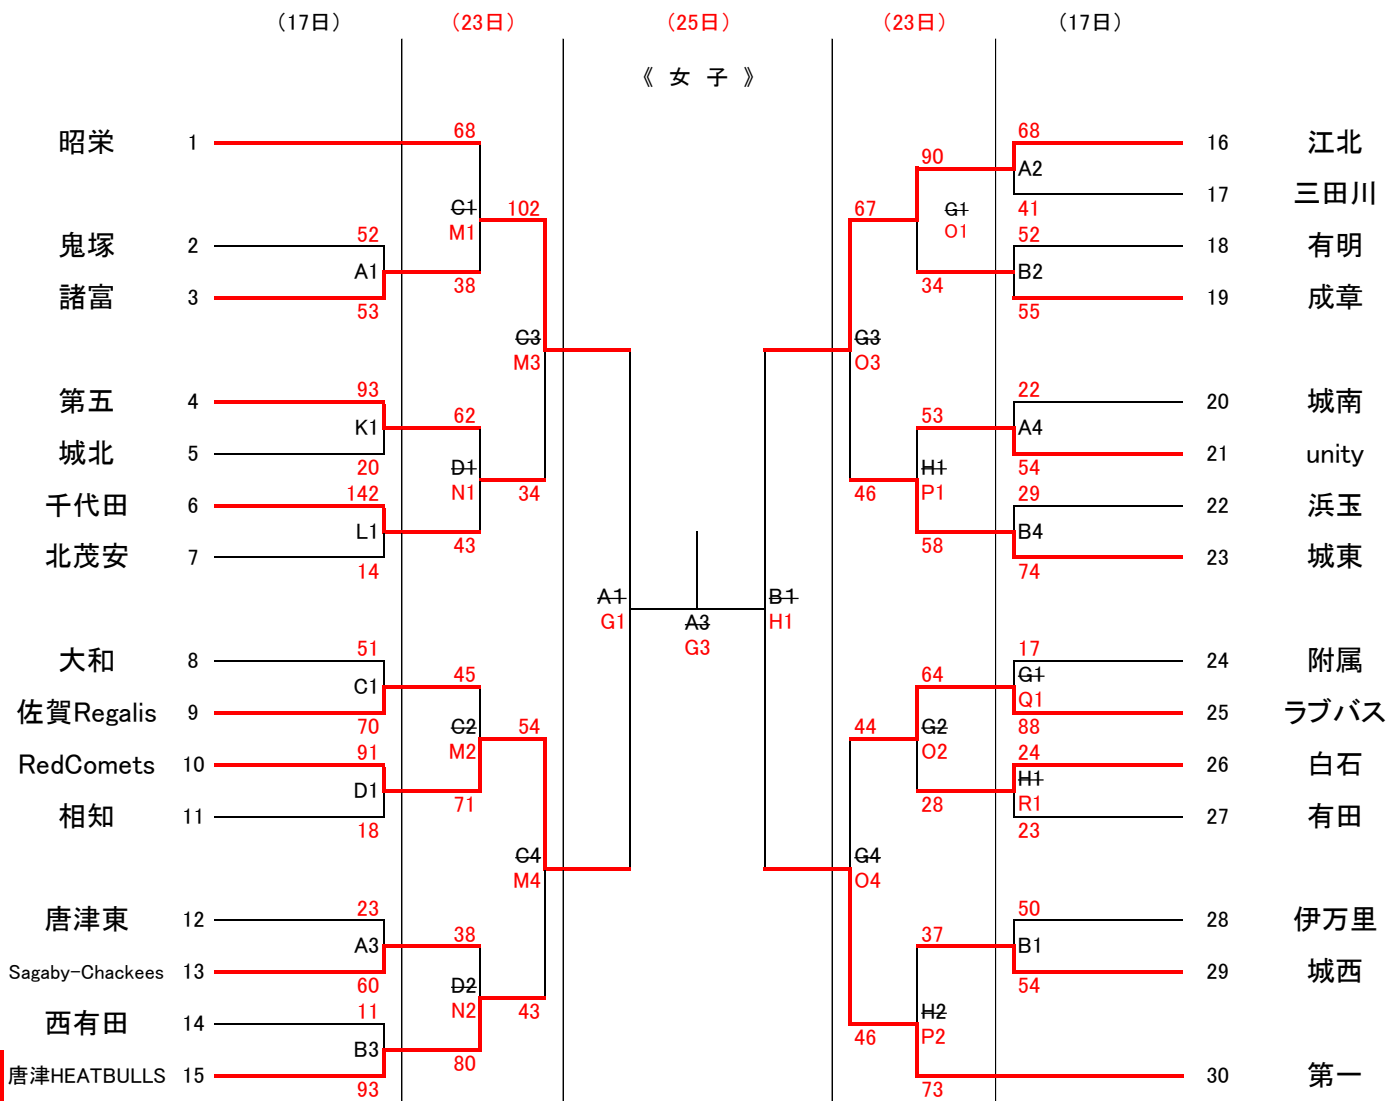 (17日) (23日) (25日) (23日) (17日)
《 女 子 》
68 68
昭栄 1 16 江北
90
A2
17 三田川
C1 102 67 G1 41
M1 O1
52 52
鬼塚 2 18 有明
A1 B2
38 34
諸富 3 19 成章
53 55
C3 G3
M3 O3
93 22
第五 4 20 城南
62 53
K1 A4
城北 5 21 unity
20 D1 H1 54
142 N1 34 46 P1 29
千代田 6 22 浜玉
L1 B4
43 58
北茂安 7 23 城東
14 74
A1 B1
G1 A3 H1
G3
51 17
大和 8 24 附属
45 64
C1 G1
Q1
佐賀Regalis 9 25 ラブバス
70 C2 54 44 G2 88
91 M2 O2 24
RedComets 10 26 白石
D1 H1
71 28 R1
相知 11 27 有田
18 23
C4 G4
M4 O4
23 50
唐津東 12 28 伊万里
38 37
A3 B1
Sagaby-Chackees 13 29 城西
60 D2 54
11 N2 43 H2
西有田 14 46 P2
B3
80
唐津HEATBULLS 15 30 第一
93 73